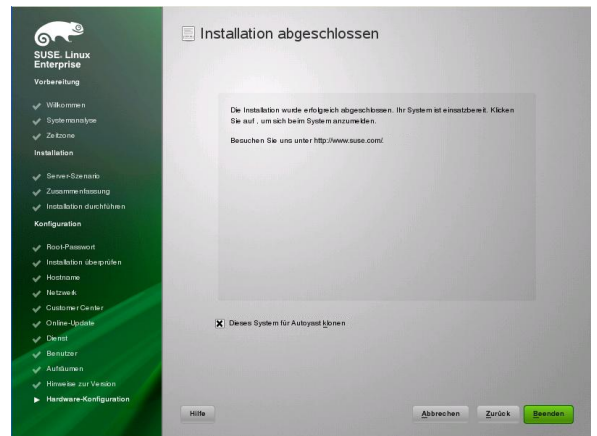 SUSE. Linux
Enterprise
Vorbereitung
Willkommen
Systemanalyse
Zeitzone
Installation
Server-Szenario
Zusammenfassung
Installation durchführen
Konfiguration
Root-Passwort
Installation überprüfen
Hostname
Netzwerk
Customer Center
Online-Update
Dienst
Benutzer
Aufräumen
Hinweise zur Version
Hardware-Konfiguration
Installation abgeschlossen
Die Installation wurde erfolgreich abgeschlossen. Ihr System ist einsatzbereit. Klicken
Sie auf , um sich beim System anzumelden.
Besuchen Sie uns unter http://www.suse.com/.
Dieses System für Autoyast klonen
Hilfe
Abbrechen
Zurück
Beenden